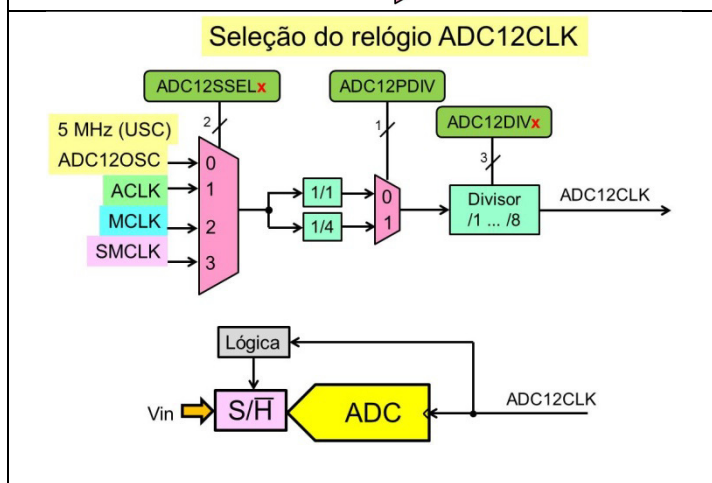 Seleção do relógio ADC12CLK
ADC12SSELx
ADC12PDIV
ADC12DIVx
2
1
3
5 MHz (USC)
ADC12OSC
ACLK
MCLK
SMCLK
0
1
2
3
1/1
1/4
0
1
Divisor
/1 ... /8
ADC12CLK
Lógica
Vin
S/H̅
ADC
ADC12CLK